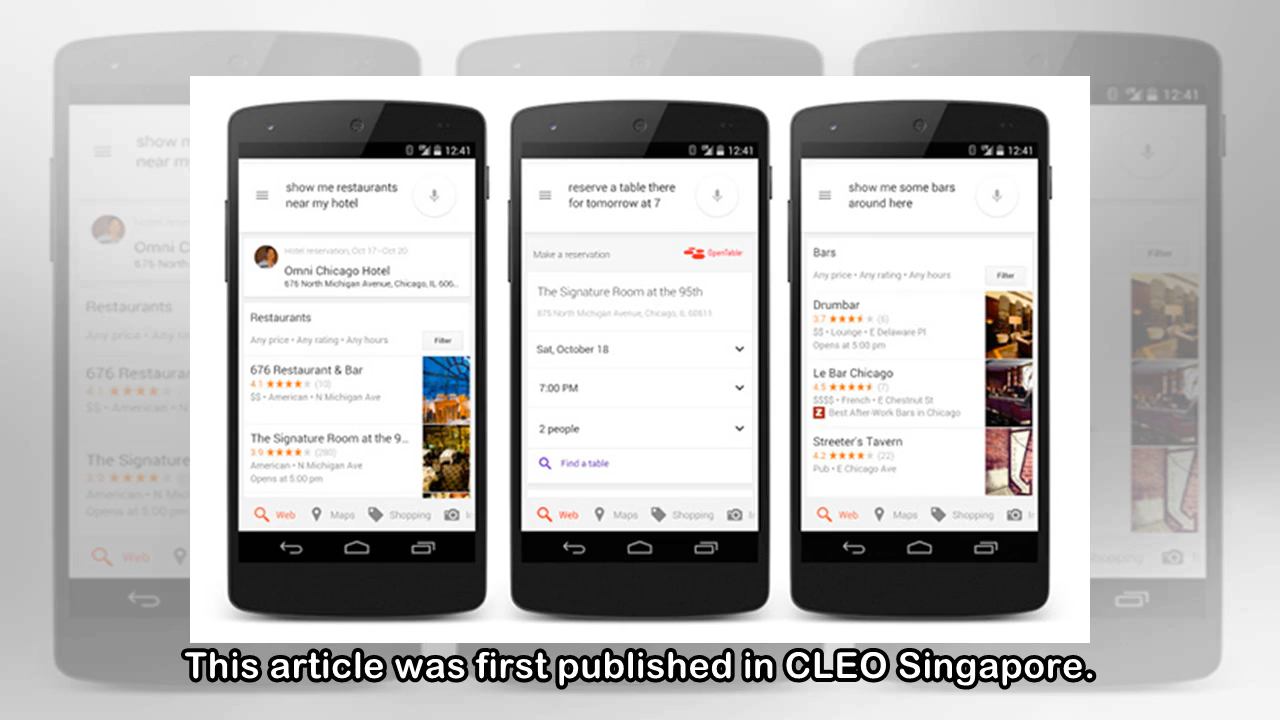 12:41
show me restaurants
near my hotel
Hotel reservation, Oct 17–Oct 20
Omni Chicago Hotel
676 North Michigan Avenue, Chicago, IL 606...
Restaurants
Any price • Any rating • Any hours
Filter
676 Restaurant & Bar
4.1 (10)
$$ • American • N Michigan Ave
The Signature Room at the 9...
3.9 (280)
American • N Michigan Ave
Opens at 5:00 pm
Web Maps Shopping
12:41
reserve a table there
for tomorrow at 7
Make a reservation
OpenTable
The Signature Room at the 95th
875 North Michigan Avenue, Chicago, IL 60611
Sat, October 18
7:00 PM
2 people
Find a table
Web Maps Shopping
12:41
show me some bars
around here
Bars
Any price • Any rating • Any hours
Filter
Drumbar
3.7 (6)
$$ • Lounge • E Delaware Pl
Opens at 5:00 pm
Le Bar Chicago
4.5 (7)
$$$$ • French • E Chestnut St
Best After-Work Bars in Chicago
Streeter's Tavern
4.2 (22)
Pub • E Chicago Ave
Web Maps Shopping
This article was first published in CLEO Singapore.